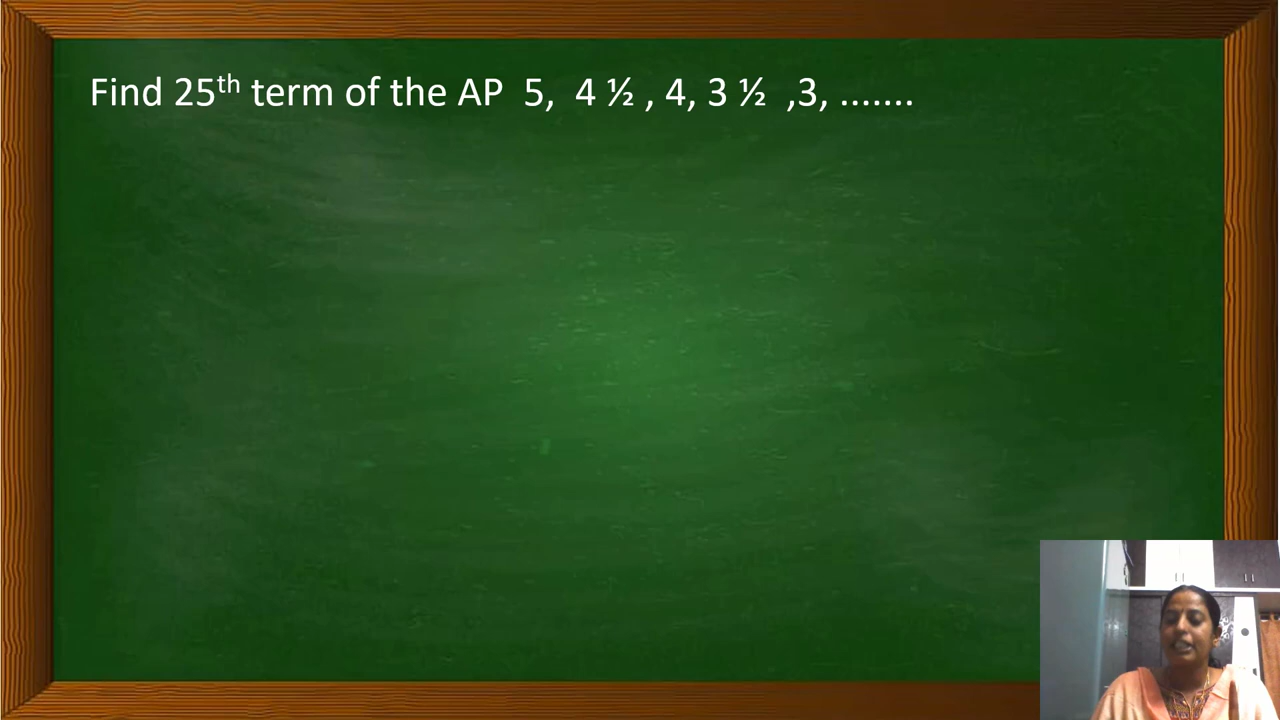 Find 25th term of the AP 5, 4 ½ , 4, 3 ½ ,3, .......